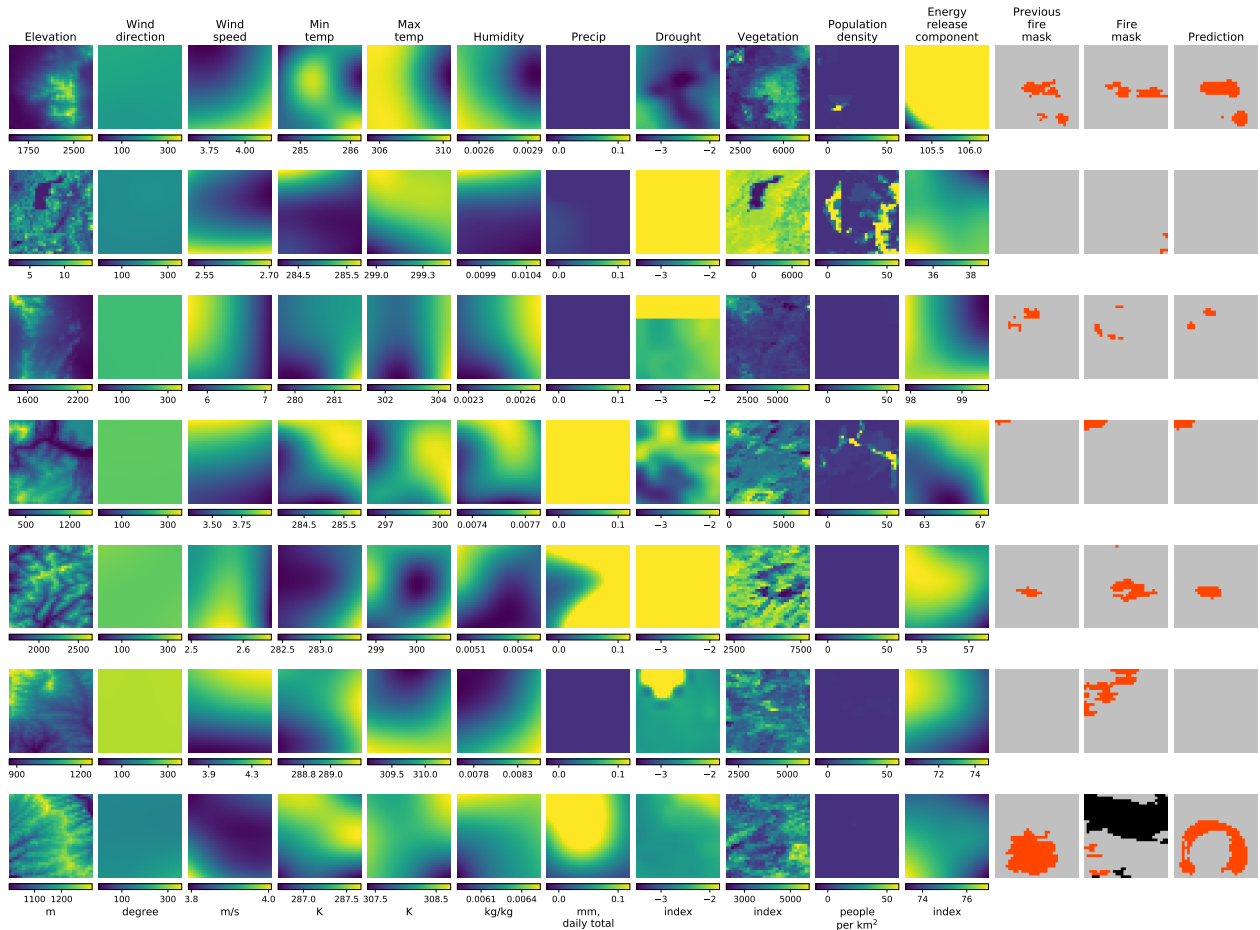 Elevation
Wind direction
Wind speed
Min temp
Max temp
Humidity
Precip
Drought
Vegetation
Population density
Energy release component
Previous fire mask
Fire mask
Prediction
1750 2500 100 300 3.75 4.00 285 286 306 310 0.0026 0.0029 0.0 0.1 −3 −2 2500 6000 0 50 105.5 106.0
5 10 100 300 2.55 2.70 284.5 285.5 299.0 299.3 0.0099 0.0104 0.0 0.1 −3 −2 0 6000 0 50 36 38
1600 2200 100 300 6 7 280 281 302 304 0.0023 0.0026 0.0 0.1 −3 −2 2500 5000 0 50 98 99
500 1200 100 300 3.50 3.75 284.5 285.5 297 300 0.0074 0.0077 0.0 0.1 −3 −2 0 5000 0 50 63 67
2000 2500 100 300 2.5 2.6 282.5 283.0 299 300 0.0051 0.0054 0.0 0.1 −3 −2 2500 7500 0 50 53 57
900 1200 100 300 3.9 4.3 288.8 289.0 309.5 310.0 0.0078 0.0083 0.0 0.1 −3 −2 2500 5000 0 50 72 74
1100 1200 100 300 3.8 4.0 287.0 287.5 307.5 308.5 0.0061 0.0064 0.0 0.1 −3 −2 3000 5000 0 50 74 76
m
degree
m/s
K
K
kg/kg
mm, daily total
index
index
people per km²
index